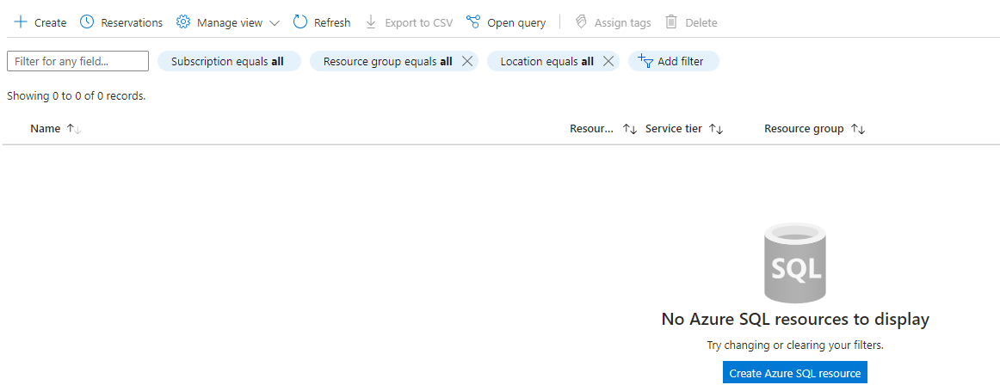 Create Reservations Manage view Refresh Export to CSV Open query Assign tags Delete
Filter for any field... Subscription equals all Resource group equals all Location equals all Add filter
Showing 0 to 0 of 0 records.
Name Resour... Service tier Resource group
SQL
No Azure SQL resources to display
Try changing or clearing your filters.
Create Azure SQL resource